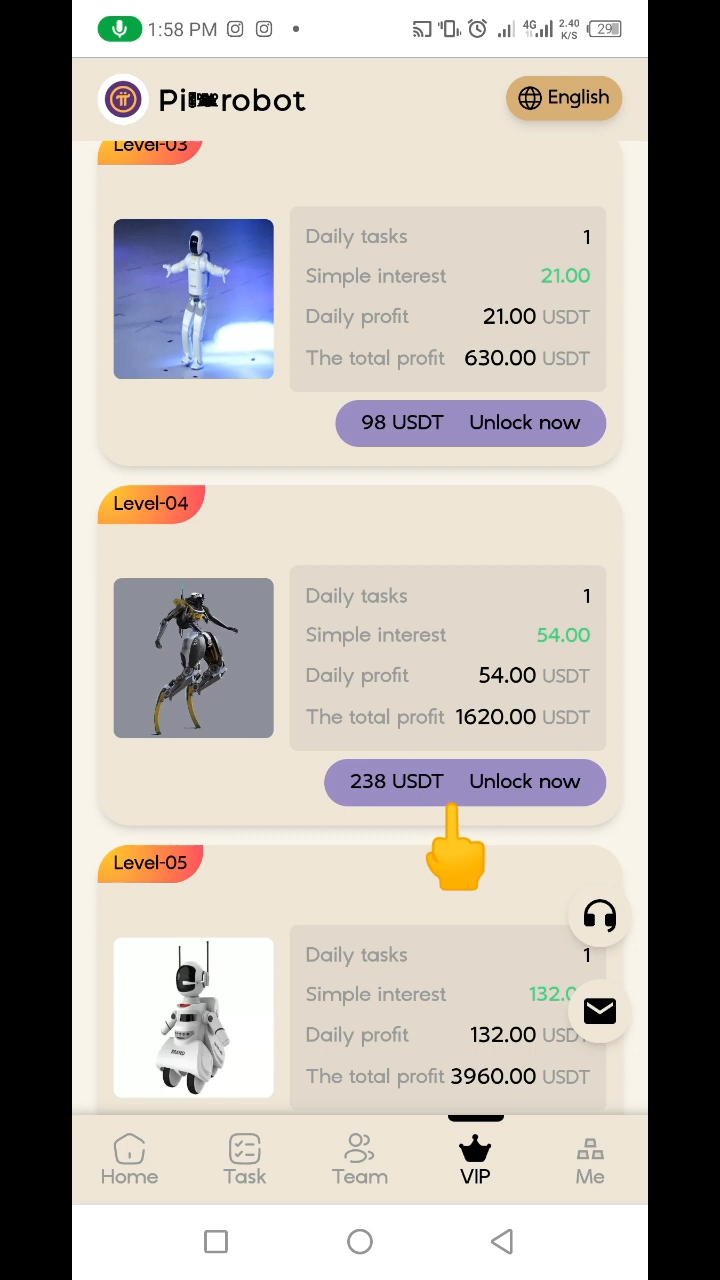 1:58 PM
4G
2.40 K/S
29
Pi robot
English
Level-03
Daily tasks 1
Simple interest 21.00
Daily profit 21.00 USDT
The total profit 630.00 USDT
98 USDT Unlock now
Level-04
Daily tasks 1
Simple interest 54.00
Daily profit 54.00 USDT
The total profit 1620.00 USDT
238 USDT Unlock now
Level-05
Daily tasks 1
Simple interest
Daily profit 132.00
The total profit 3960.00 USDT
Home Task Team VIP Me